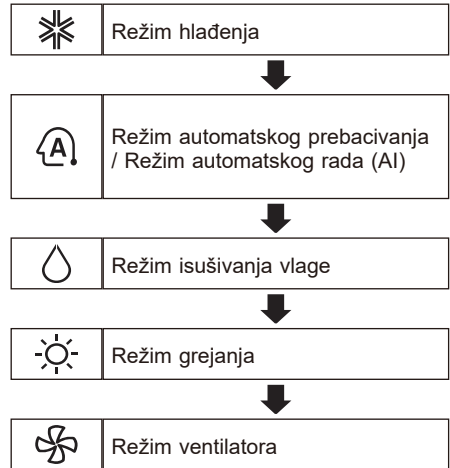 Režim hlađenja
A
Režim automatskog prebacivanja
/ Režim automatskog rada (AI)
Režim isušivanja vlage
Režim grejanja
Režim ventilatora